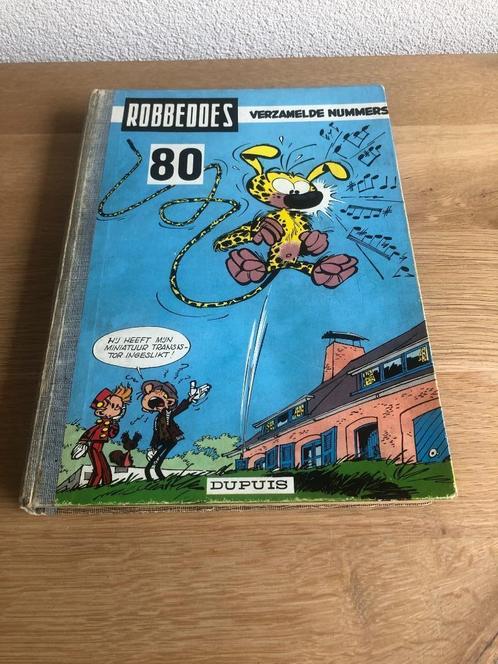 ROBBEDOES
VERZAMELDE NUMMERS
80
HIJ HEEFT MIJN
MINIATUUR TRANSIS-
TOR INGESLIKT!
DUPUIS